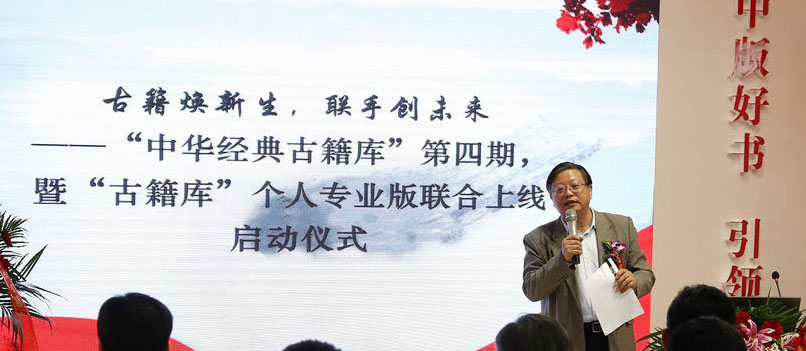 古籍焕新生，联手创未来
——“中华经典古籍库”第四期，
暨“古籍库”个人专业版联合上线
启动仪式
中版好书
引领